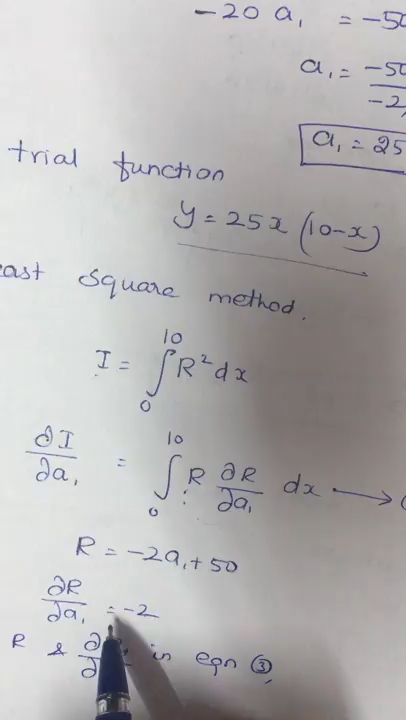 -20 a₁ = -50
a₁ = -50/-2
a₁ = 25
trial function
y = 25x (10-x)
square method.
I = ∫₀¹⁰ R² dx
∂I/∂a₁ = ∫₀¹⁰ R ∂R/∂a₁ dx →
R = -2a₁ + 50
∂R/∂a₁ = -2
R & in eqn ③,